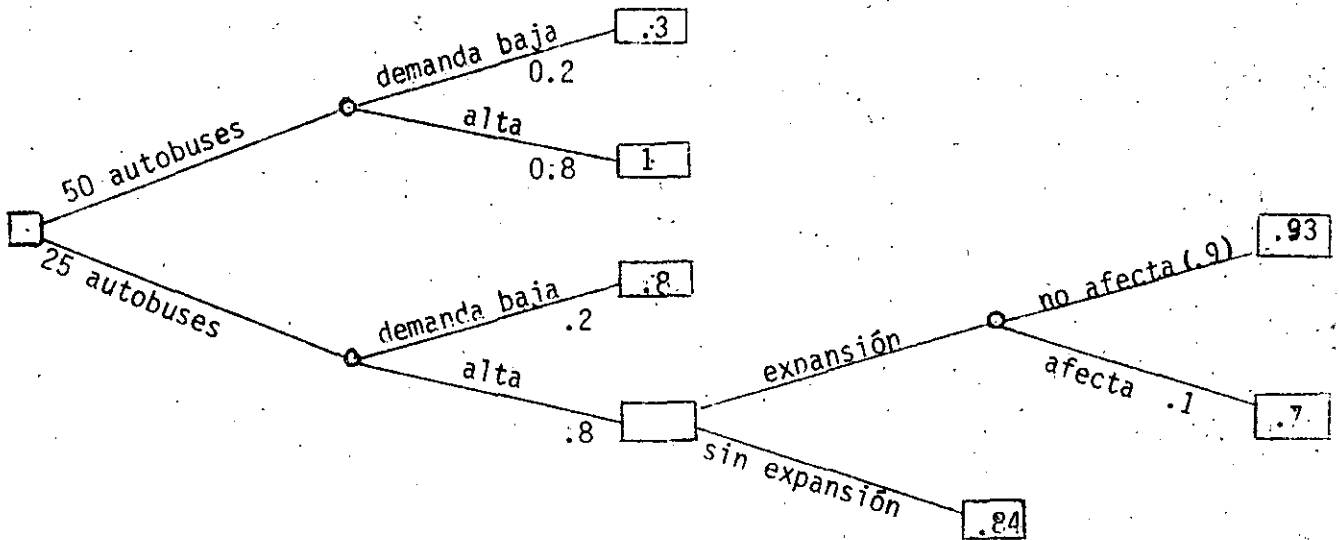 demanda baja
.3
0.2
50 autobuses
alta
0.8
1
25 autobuses
demanda baja
.8
.2
alta
.8
expansión
no afecta(.9)
.93
afecta .1
.7
sin expansión
.84